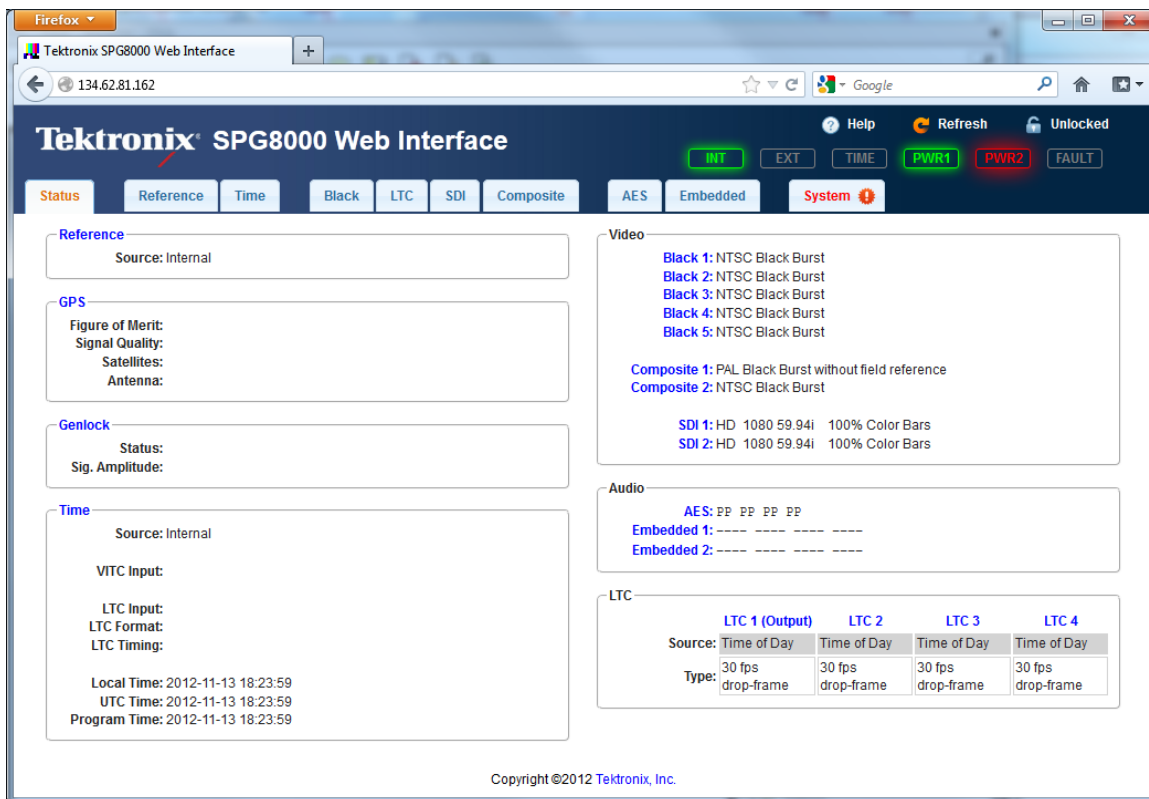 Firefox
Tektronix SPG8000 Web Interface
+
134.62.81.162
Google
Tektronix SPG8000 Web Interface
Help
Refresh
Unlocked
INT
EXT
TIME
PWR1
PWR2
FAULT
Status
Reference
Time
Black
LTC
SDI
Composite
AES
Embedded
System
Reference
Source: Internal
GPS
Figure of Merit:
Signal Quality:
Satellites:
Antenna:
Genlock
Status:
Sig. Amplitude:
Time
Source: Internal
VITC Input:
LTC Input:
LTC Format:
LTC Timing:
Local Time: 2012-11-13 18:23:59
UTC Time: 2012-11-13 18:23:59
Program Time: 2012-11-13 18:23:59
Video
Black 1: NTSC Black Burst
Black 2: NTSC Black Burst
Black 3: NTSC Black Burst
Black 4: NTSC Black Burst
Black 5: NTSC Black Burst
Composite 1: PAL Black Burst without field reference
Composite 2: NTSC Black Burst
SDI 1: HD 1080 59.94i 100% Color Bars
SDI 2: HD 1080 59.94i 100% Color Bars
Audio
AES: PP PP PP PP
Embedded 1: ---- ---- ---- ----
Embedded 2: ---- ---- ---- ----
LTC
LTC 1 (Output) LTC 2 LTC 3 LTC 4
Source: Time of Day Time of Day Time of Day Time of Day
Type: 30 fps drop-frame 30 fps drop-frame 30 fps drop-frame 30 fps drop-frame
Copyright ©2012 Tektronix, Inc.